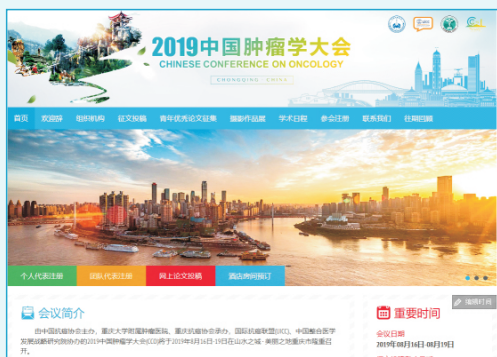 2019中国肿瘤学大会
CHINESE CONFERENCE ON ONCOLOGY
CHONGQING · CHINA
首页 欢迎辞 组织机构 征文投稿 青年优秀论文征集 摄影作品展 学术日程 参会注册 联系我们 往期回顾
个人代表注册 团队代表注册 网上论文投稿 酒店房间预订
编辑时间
会议简介
重要时间
由中国抗癌协会主办，重庆大学附属肿瘤医院、重庆抗癌协会承办，国际抗癌联盟(UICC)、中国整合医学
发展战略研究院协办的2019中国肿瘤学大会(CCO)将于2019年8月16日-19日在山水之城·美丽之地重庆市隆重召
开。
会议日期
2019年08月16日-08月19日